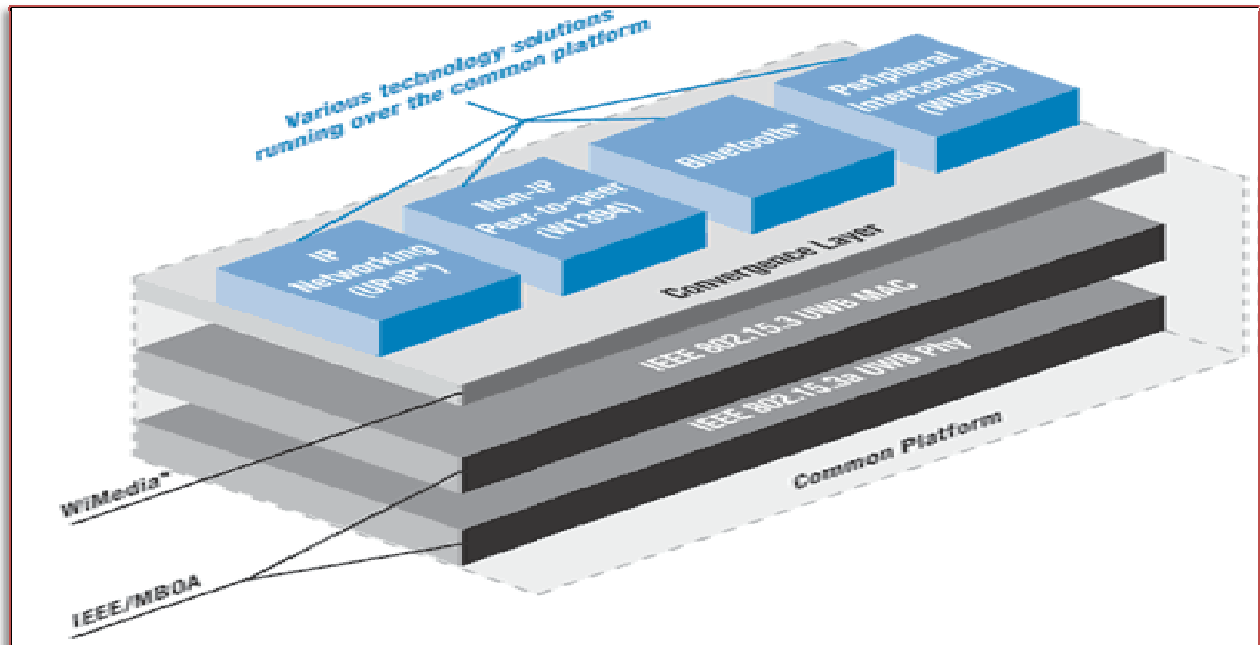 Various technology solutions
running over the common platform
Peripheral
Interconnect
(WUSB)
Bluetooth*
Non-IP
Peer-to-peer
(W1394)
IP
Networking
(UPnP*)
Convergence Layer
IEEE 802.15.3 UWB MAC
IEEE 802.15.3a UWB Phy
Common Platform
WiMedia™
IEEE/MBOA